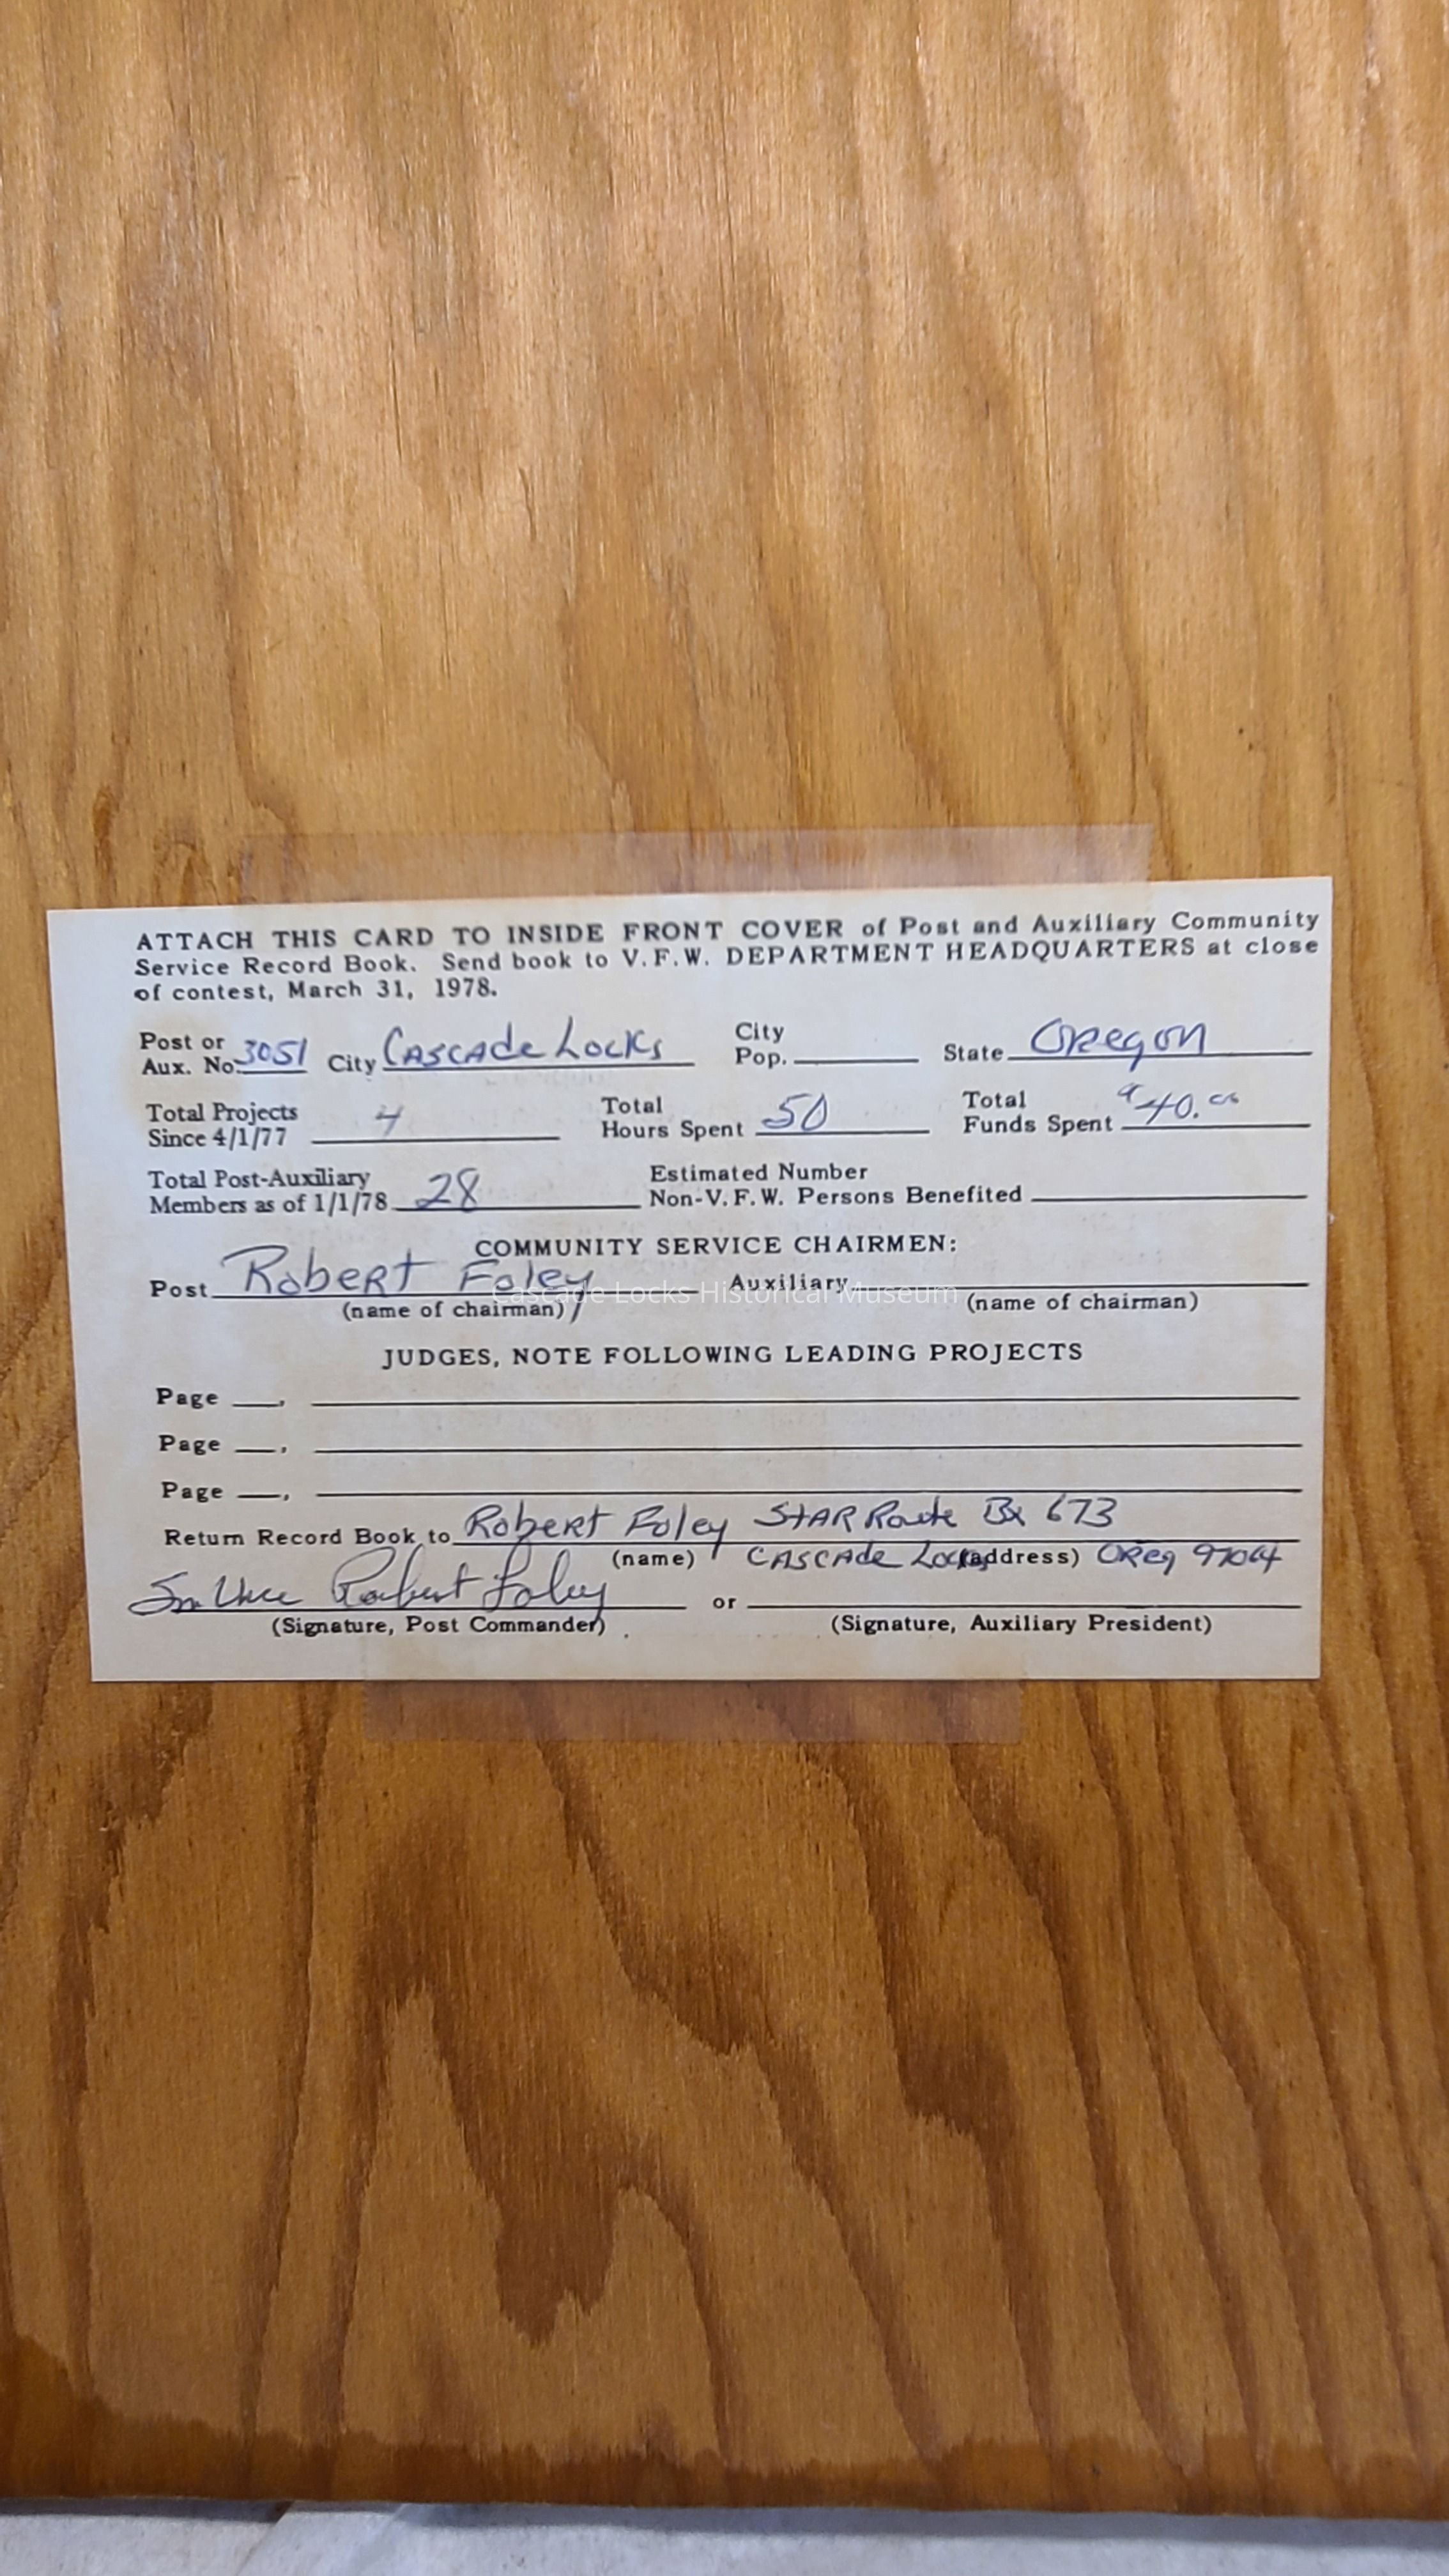 ATTACH THIS CARD TO INSIDE FRONT COVER of Post and Auxiliary Community
Service Record Book. Send book to V.F.W. DEPARTMENT HEADQUARTERS at close
of contest, March 31, 1978.
Post or Aux. No. 3051 City Cascade Locks City Pop. State Oregon
Total Projects Since 4/1/77 4 Total Hours Spent 50 Total Funds Spent $40.00
Total Post-Auxiliary Members as of 1/1/78 28 Estimated Number Non-V.F.W. Persons Benefited
COMMUNITY SERVICE CHAIRMEN:
Post Robert Foley Auxiliary
(name of chairman) (name of chairman)
Cascade Locks Historical Museum
JUDGES, NOTE FOLLOWING LEADING PROJECTS
Page ,
Page ,
Page ,
Return Record Book to Robert Foley Star Route Bx 673
(name) Cascade Locks (address) Oreg
Sr Vice Robert Foley or
(Signature, Post Commander) (Signature, Auxiliary President)